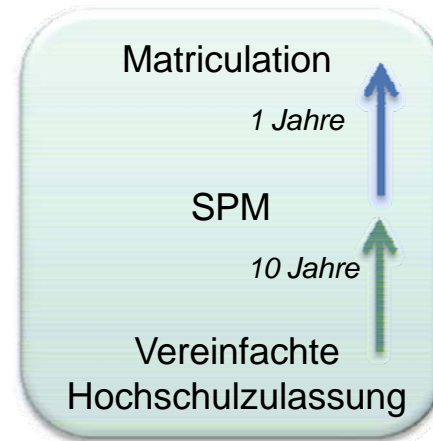 Matriculation
1 Jahre
SPM
10 Jahre
Vereinfachte
Hochschulzulassung